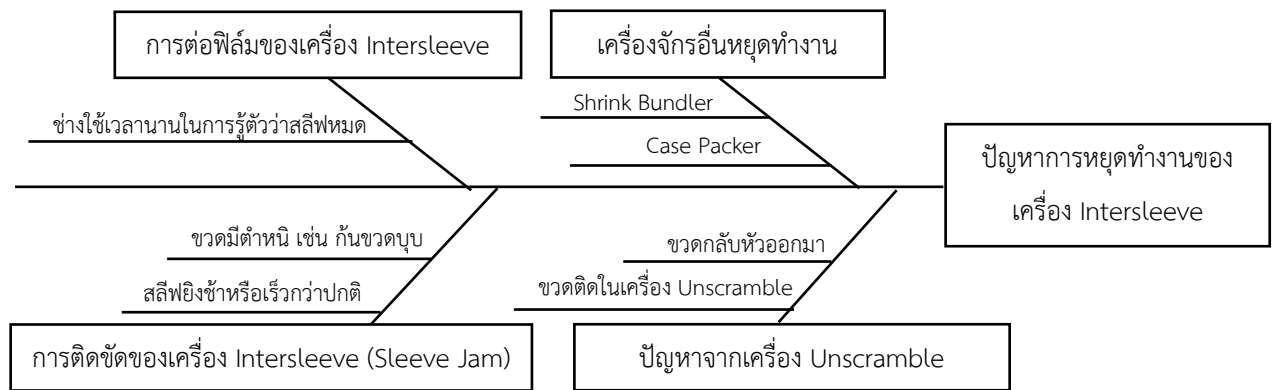 การต่อฟิล์มของเครื่อง Intersleeve
เครื่องจักรอื่นหยุดทำงาน
ช่างใช้เวลานานในการรู้ตัวว่าสลีฟหมด
Shrink Bundler
Case Packer
ปัญหาการหยุดทำงานของ
เครื่อง Intersleeve
ขวดมีตำหนิ เช่น ก้นขวดบุบ
สลีฟยิงช้าหรือเร็วกว่าปกติ
ขวดกลับหัวออกมา
ขวดติดในเครื่อง Unscramble
การติดขัดของเครื่อง Intersleeve (Sleeve Jam)
ปัญหาจากเครื่อง Unscramble